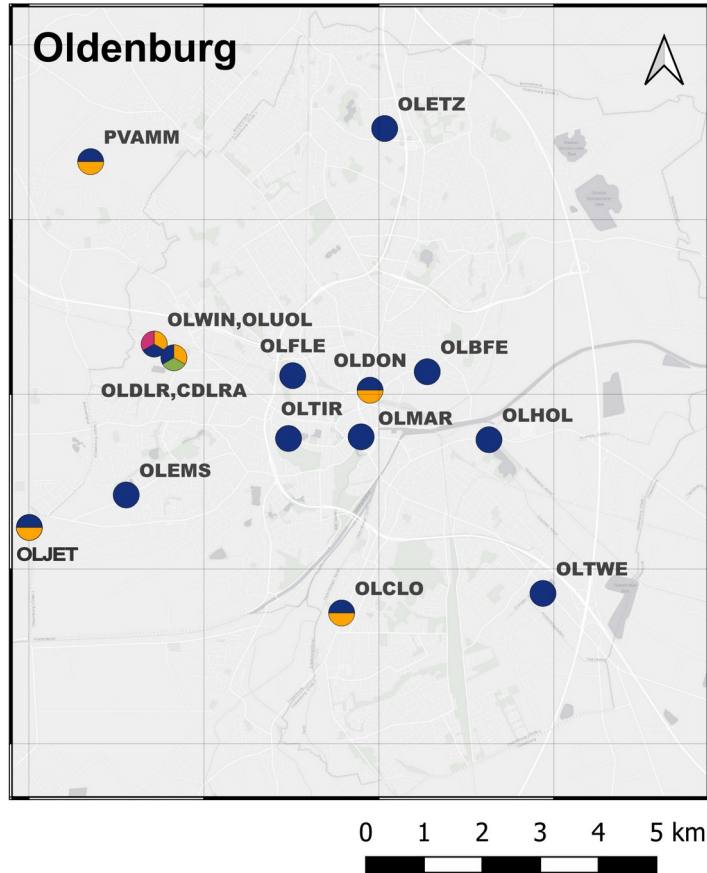 Oldenburg
OLETZ
PVAMM
OLWIN,OLUOL
OLFLE
OLDON
OLBFE
OLDLR,CDLRA
OLTIR
OLMAR
OLHOL
OLEMS
OLJET
OLCLO
OLTWE
0 1 2 3 4 5 km